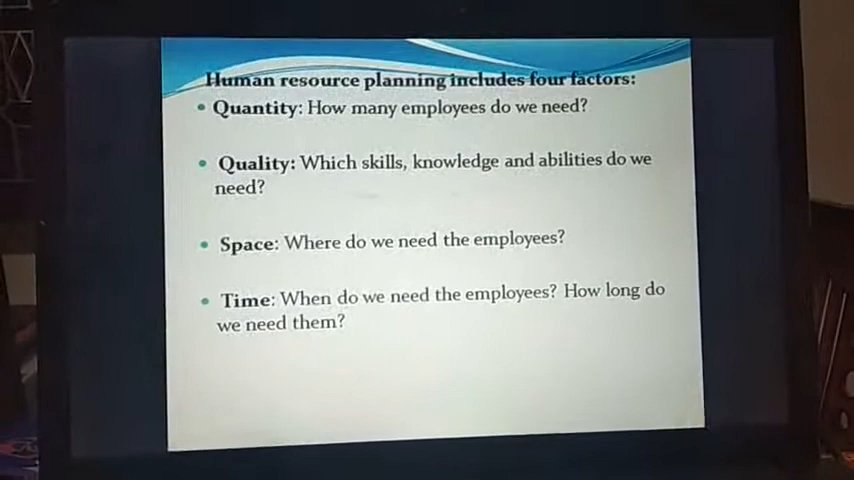 Human resource planning includes four factors:
• Quantity: How many employees do we need?
• Quality: Which skills, knowledge and abilities do we
need?
• Space: Where do we need the employees?
• Time: When do we need the employees? How long do
we need them?